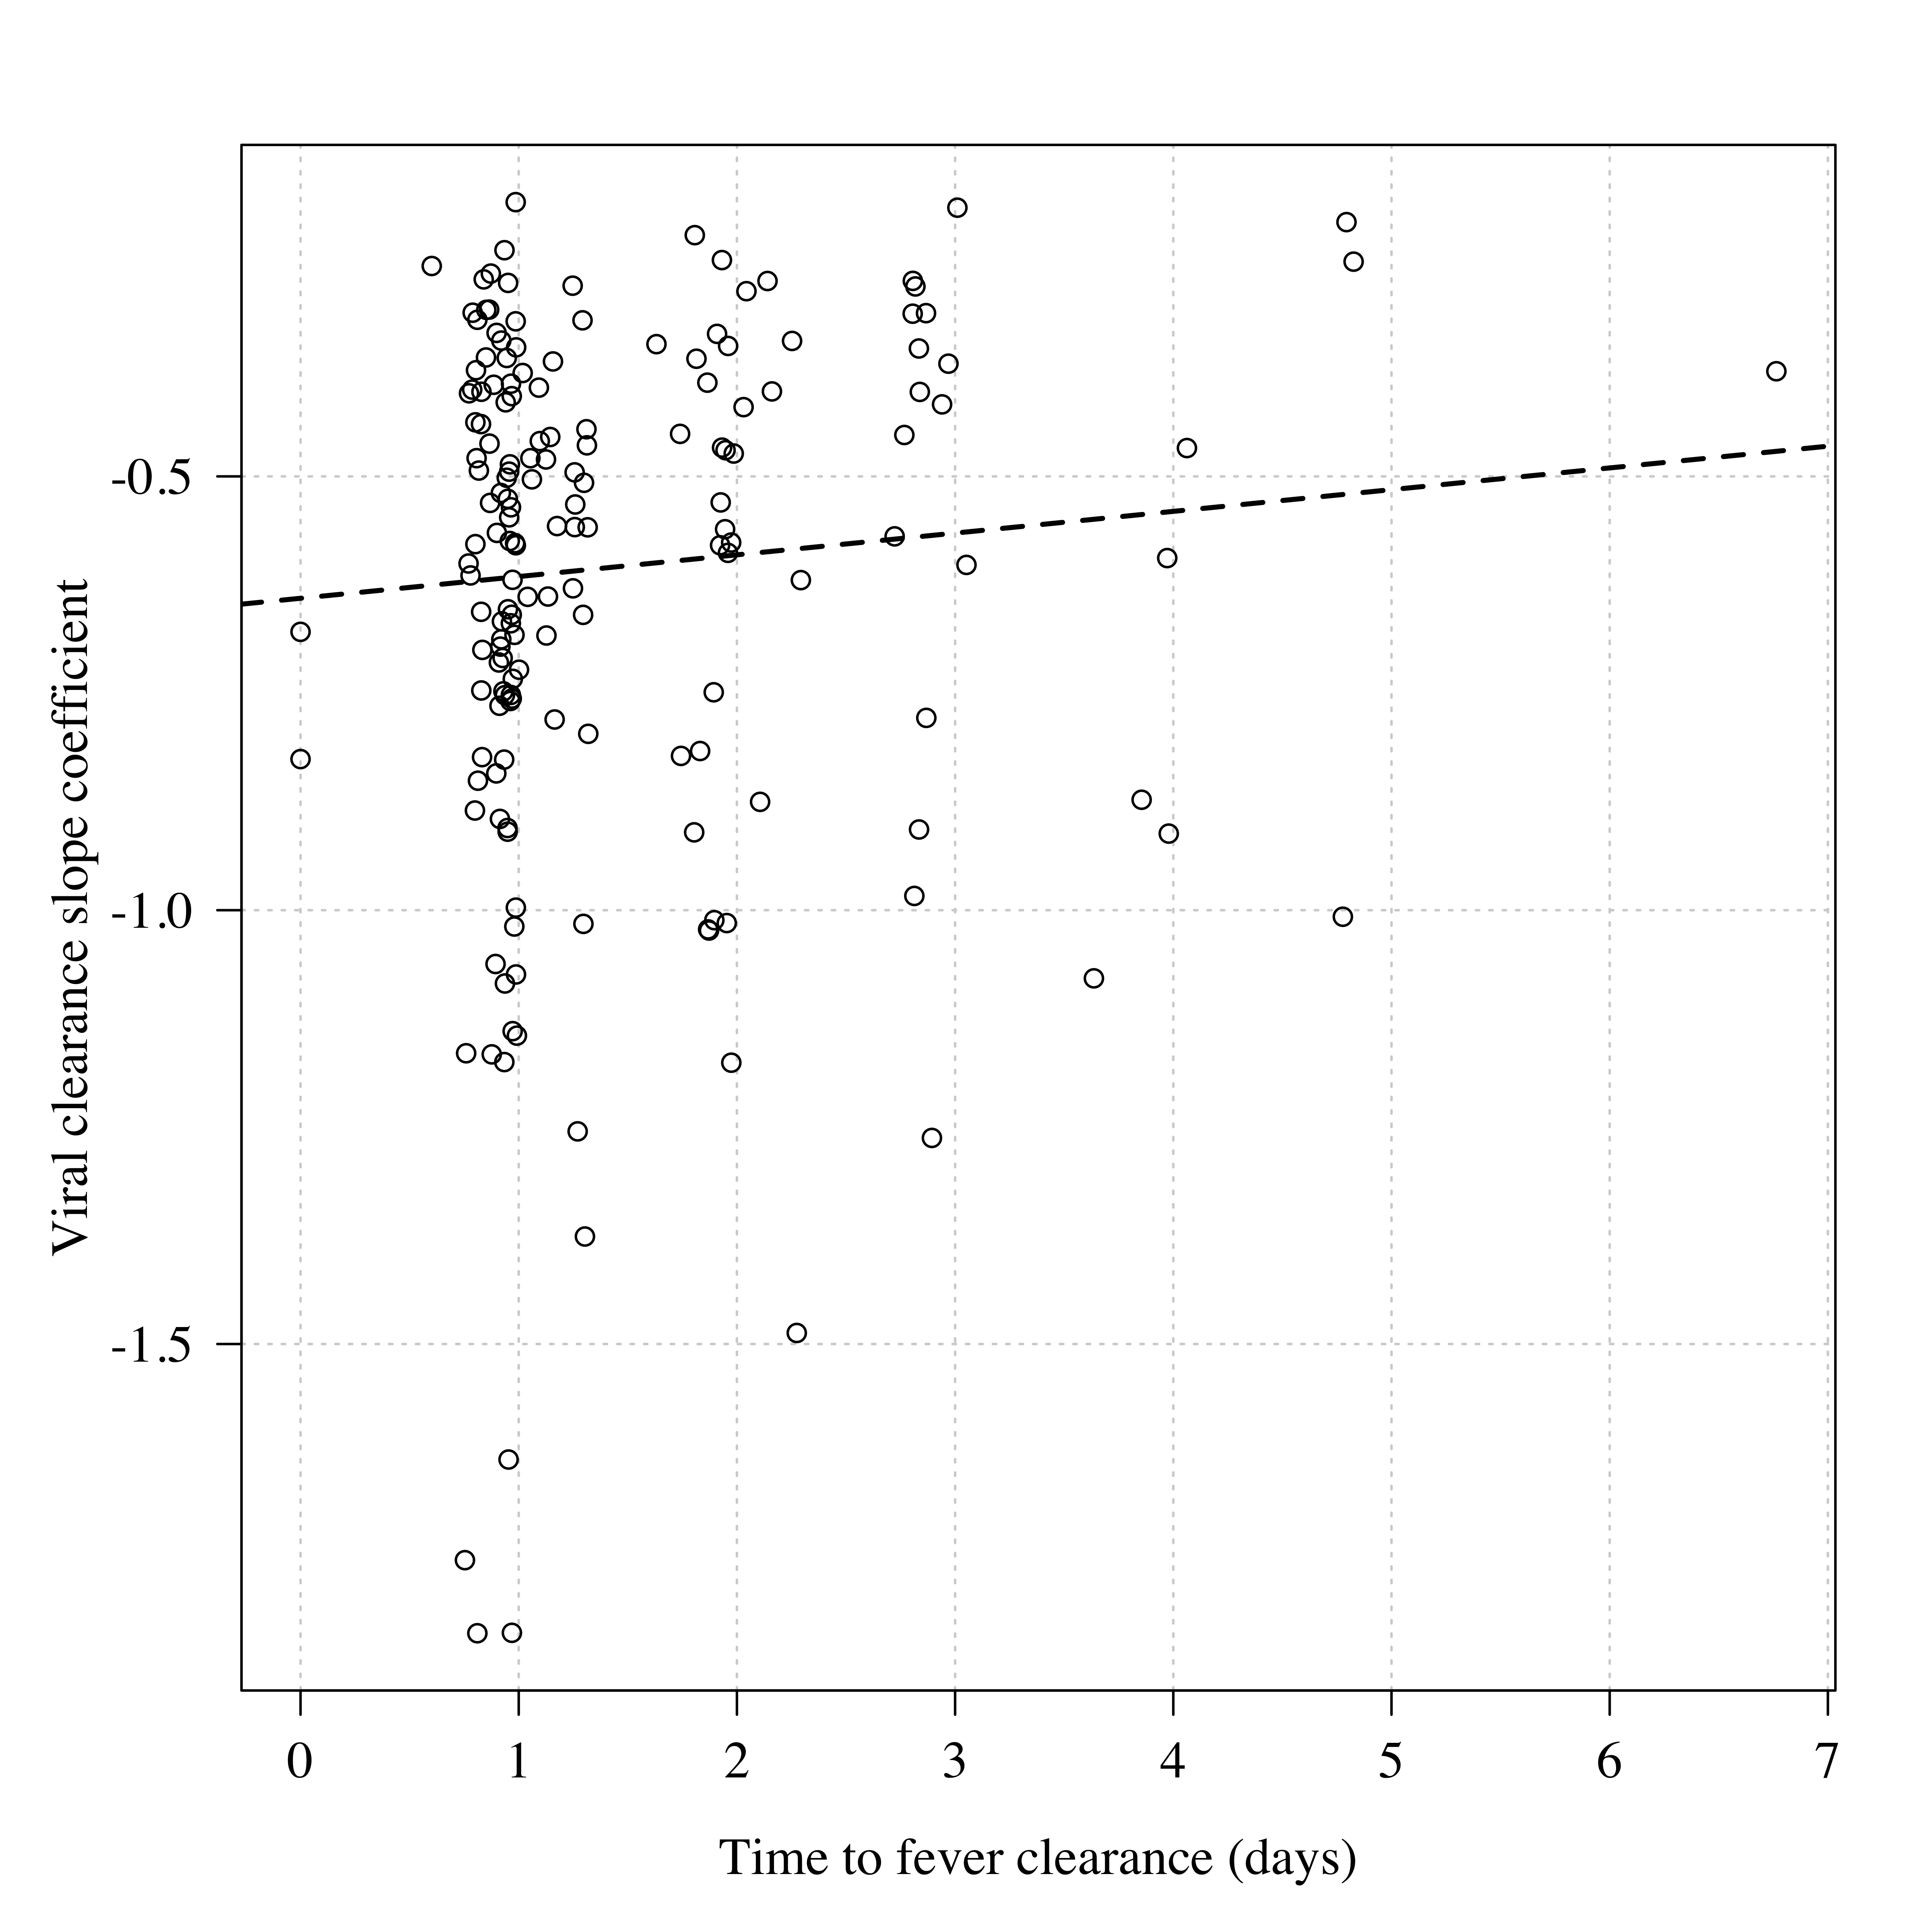 Viral clearance slope coefficient
-0.5
-1.0
-1.5
0 1 2 3 4 5 6 7
Time to fever clearance (days)